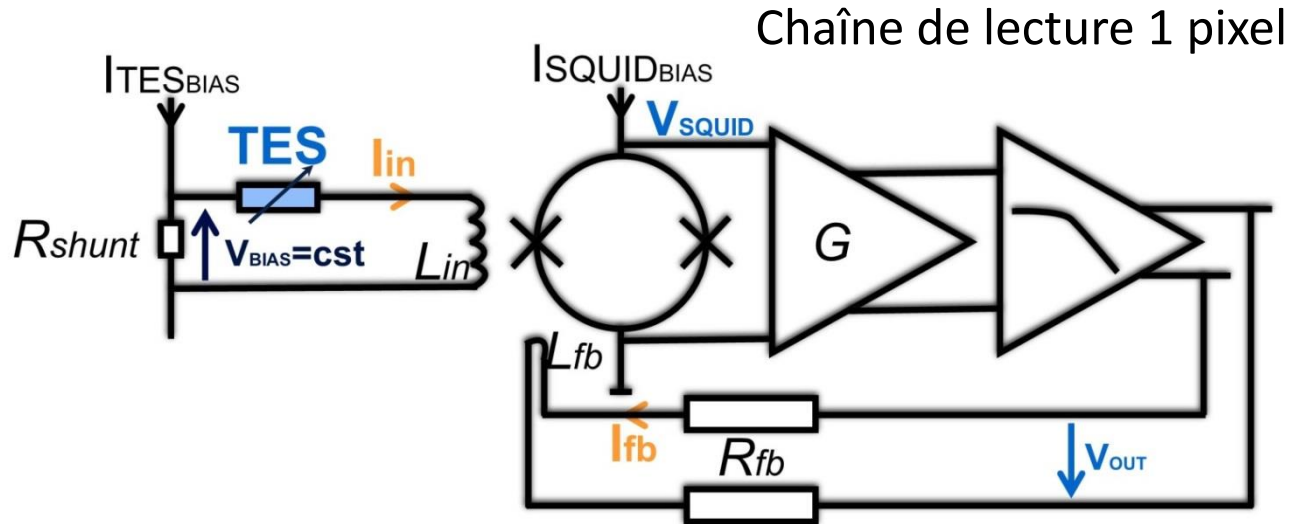 Chaîne de lecture 1 pixel
ITESBIAS
ISQUIDBIAS
VSQUID
TES
Iin
G
Rshunt
VBIAS=cst
Lin
Lfb
Ifb
Rfb
VOUT